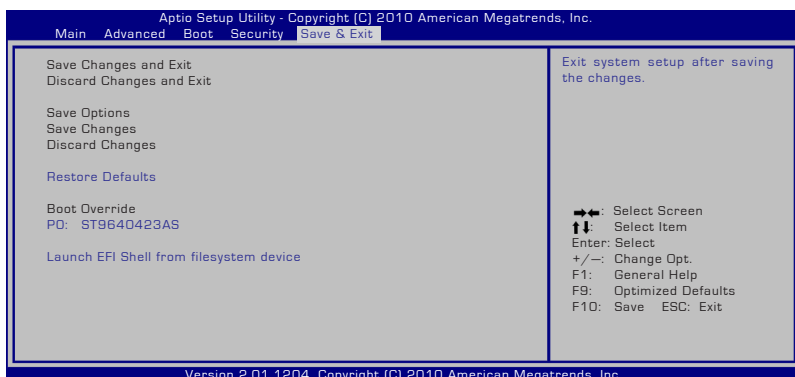 Aptio Setup Utility - Copyright (C) 2010 American Megatrends, Inc.
Main Advanced Boot Security Save & Exit
Save Changes and Exit
Discard Changes and Exit
Save Options
Save Changes
Discard Changes
Restore Defaults
Boot Override
P0: ST9640423AS
Launch EFI Shell from filesystem device
Exit system setup after saving
the changes.
→←: Select Screen
↑↓: Select Item
Enter: Select
+/—: Change Opt.
F1: General Help
F9: Optimized Defaults
F10: Save ESC: Exit
Version 2.01.1204. Copyright (C) 2010 American Megatrends, Inc.